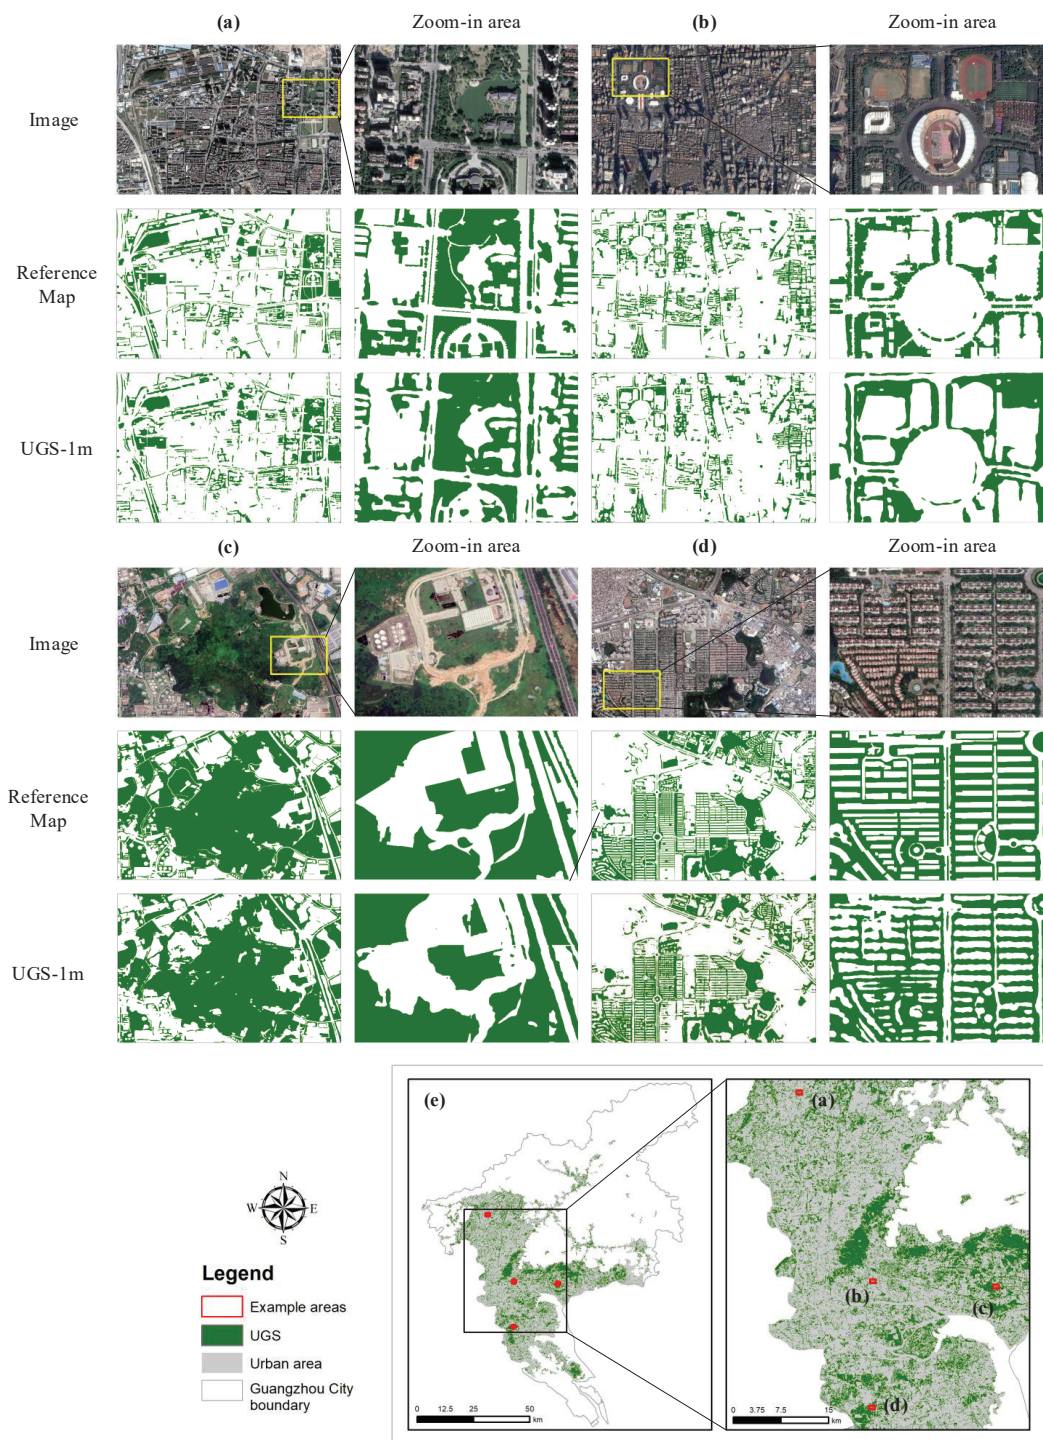 (a) Zoom-in area (b) Zoom-in area
Image
Reference
Map
UGS-1m
(c) Zoom-in area (d) Zoom-in area
Image
Reference
Map
UGS-1m
(e)
(a)
(b)
(c)
(d)
N
W E
S
Legend
Example areas
UGS
Urban area
Guangzhou City
boundary
0 12.5 25 50
km
0 3.75 7.5 15
km